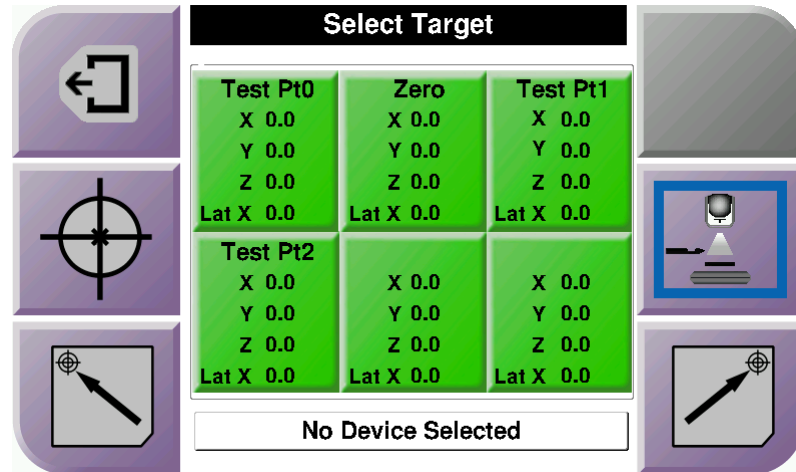 Select Target
Test Pt0 Zero Test Pt1
X 0.0 X 0.0 X 0.0
Y 0.0 Y 0.0 Y 0.0
Z 0.0 Z 0.0 Z 0.0
Lat X 0.0 Lat X 0.0 Lat X 0.0
Test Pt2
X 0.0 X 0.0 X 0.0
Y 0.0 Y 0.0 Y 0.0
Z 0.0 Z 0.0 Z 0.0
Lat X 0.0 Lat X 0.0 Lat X 0.0
No Device Selected